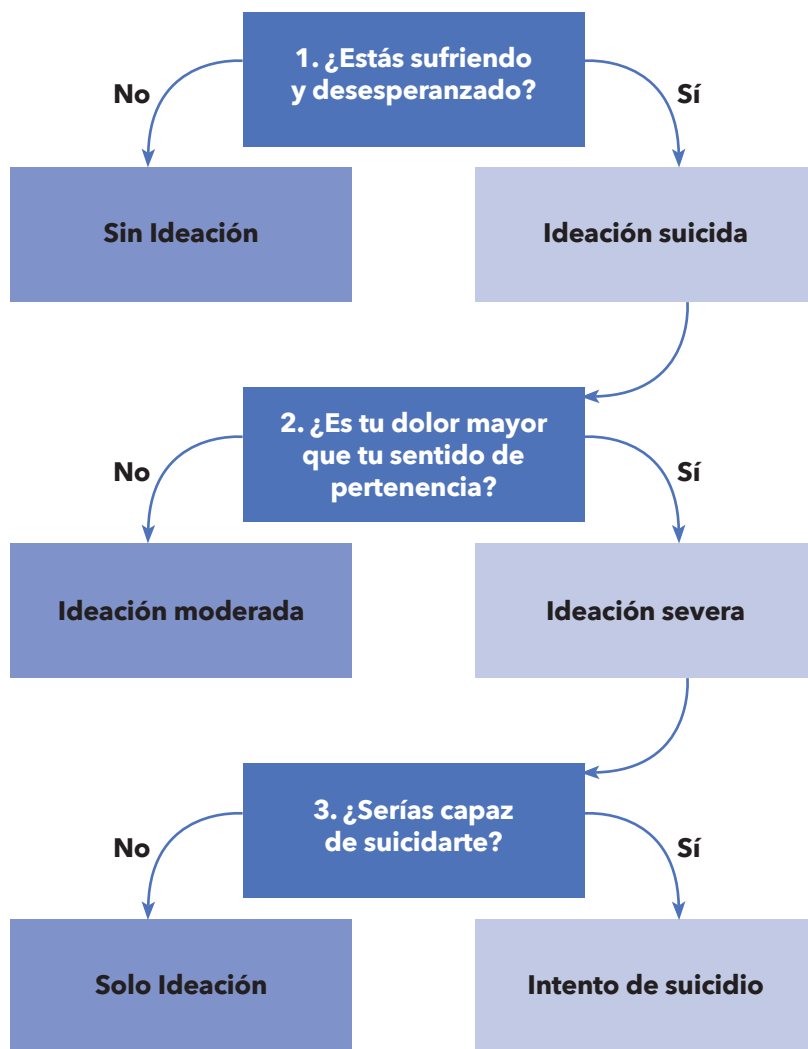 1. ¿Estás sufriendo
y desesperanzado?
No
Sí
Sin Ideación
Ideación suicida
2. ¿Es tu dolor mayor
que tu sentido de
pertenencia?
No
Sí
Ideación moderada
Ideación severa
3. ¿Serías capaz
de suicidarte?
No
Sí
Solo Ideación
Intento de suicidio